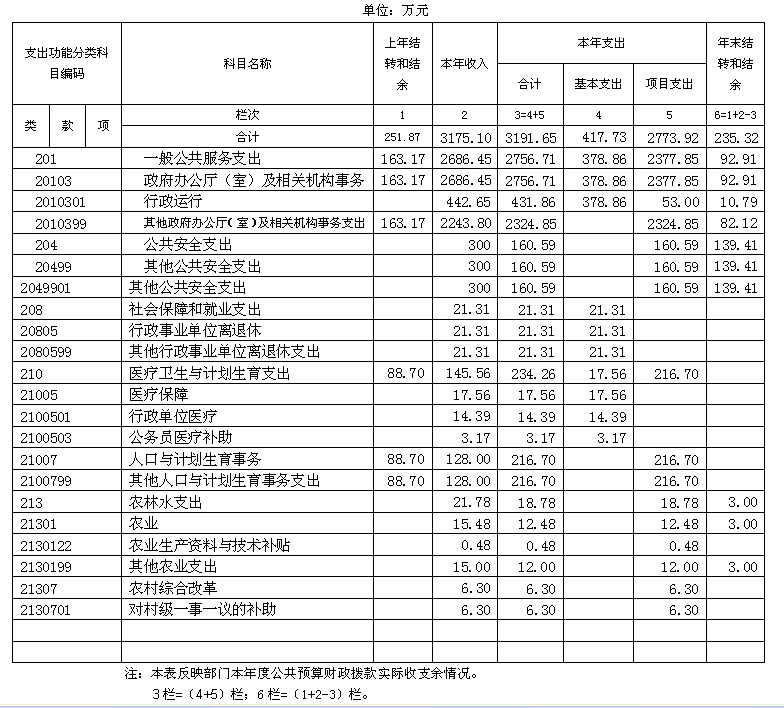 单位：万元
支出功能分类科目编码 科目名称 上年结转和结余 本年收入 本年支出 年末结转和结余
合计 基本支出 项目支出
类 款 项 栏次 1 2 3=4+5 4 5 6=1+2-3
合计 251.87 3175.10 3191.65 417.73 2773.92 235.32
201 一般公共服务支出 163.17 2686.45 2756.71 378.86 2377.85 92.91
20103 政府办公厅（室）及相关机构事务 163.17 2686.45 2756.71 378.86 2377.85 92.91
2010301 行政运行 442.65 431.86 378.86 53.00 10.79
2010399 其他政府办公厅（室）及相关机构事务支出 163.17 2243.80 2324.85 2324.85 82.12
204 公共安全支出 300 160.59 160.59 139.41
20499 其他公共安全支出 300 160.59 160.59 139.41
2049901 其他公共安全支出 300 160.59 160.59 139.41
208 社会保障和就业支出 21.31 21.31 21.31
20805 行政事业单位离退休 21.31 21.31 21.31
2080599 其他行政事业单位离退休支出 21.31 21.31 21.31
210 医疗卫生与计划生育支出 88.70 145.56 234.26 17.56 216.70
21005 医疗保障 17.56 17.56 17.56
2100501 行政单位医疗 14.39 14.39 14.39
2100503 公务员医疗补助 3.17 3.17 3.17
21007 人口与计划生育事务 88.70 128.00 216.70 216.70
2100799 其他人口与计划生育事务支出 88.70 128.00 216.70 216.70
213 农林水支出 21.78 18.78 18.78 3.00
21301 农业 15.48 12.48 12.48 3.00
2130122 农业生产资料与技术补贴 0.48 0.48 0.48
2130199 其他农业支出 15.00 12.00 12.00 3.00
21307 农村综合改革 6.30 6.30 6.30
2130701 对村级一事一议的补助 6.30 6.30 6.30
注：本表反映部门本年度公共预算财政拨款实际收支余情况。
3栏=（4+5）栏；6栏=（1+2-3）栏。